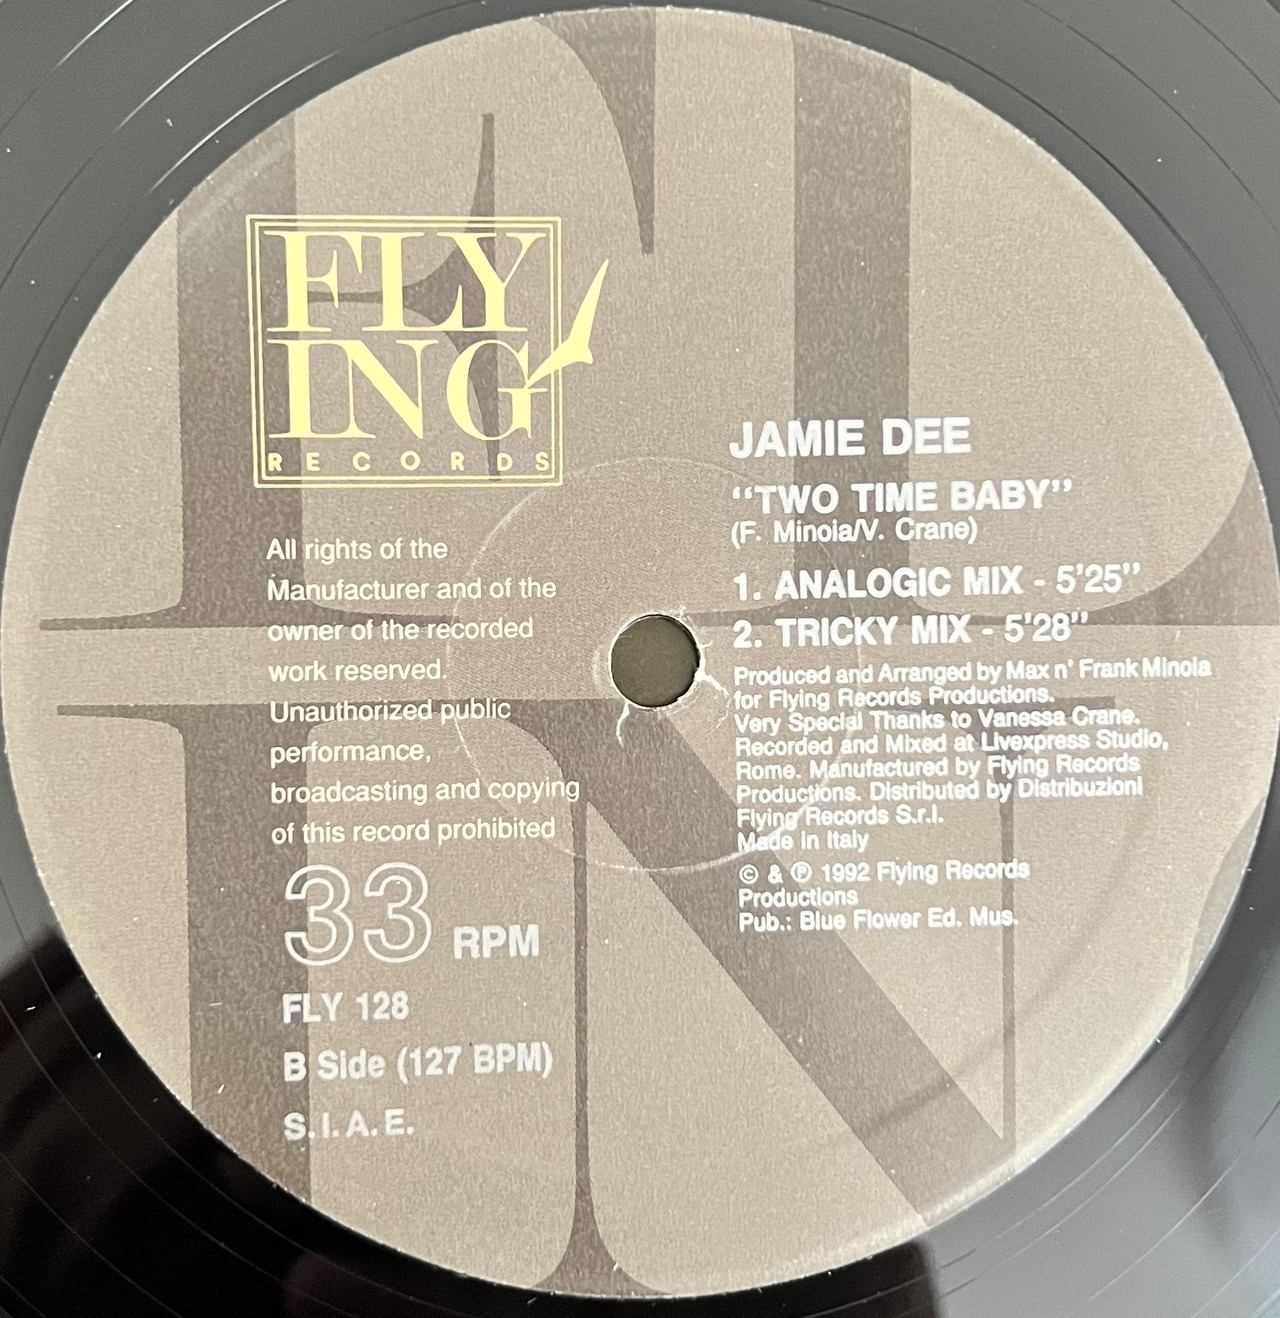 FLY
ING
RECORDS
All rights of the
Manufacturer and of the
owner of the recorded
work reserved.
Unauthorized public
performance,
broadcasting and copying
of this record prohibited
33 RPM
FLY 128
B Side (127 BPM)
S.I.A.E.
JAMIE DEE
“TWO TIME BABY”
(F. Minoia/V. Crane)
1. ANALOGIC MIX - 5'25”
2. TRICKY MIX - 5'28”
Produced and Arranged by Max n' Frank Minoia
for Flying Records Productions.
Very Special Thanks to Vanessa Crane.
Recorded and Mixed at Livexpress Studio,
Rome. Manufactured by Flying Records
Productions. Distributed by Distribuzioni
Flying Records S.r.l.
Made in Italy
© & ℗ 1992 Flying Records
Productions
Pub.: Blue Flower Ed. Mus.